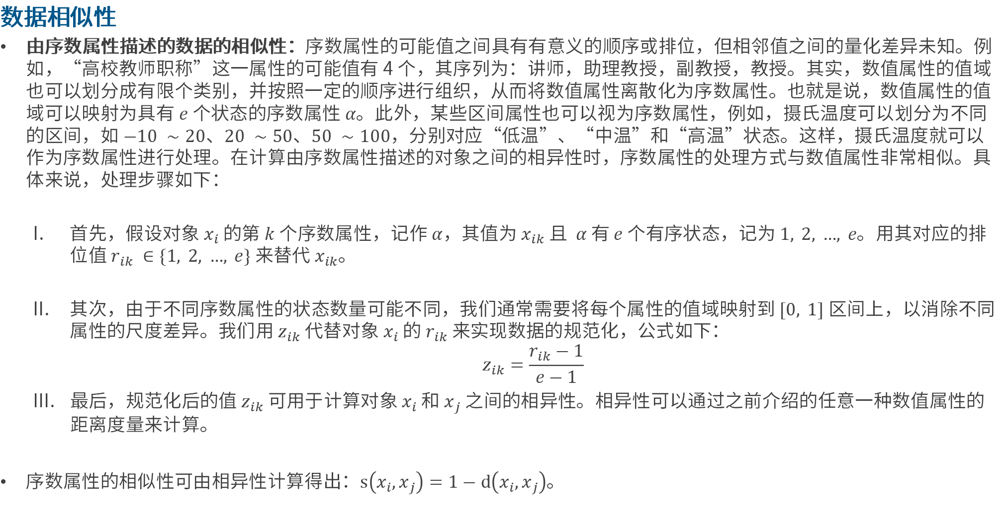 数据相似性
• 由序数属性描述的数据的相似性：序数属性的可能值之间具有有意义的顺序或排位，但相邻值之间的量化差异未知。例
如，“高校教师职称”这一属性的可能值有 4 个，其序列为：讲师，助理教授，副教授，教授。其实，数值属性的值域
也可以划分成有限个类别，并按照一定的顺序进行组织，从而将数值属性离散化为序数属性。也就是说，数值属性的值
域可以映射为具有 e 个状态的序数属性 α。此外，某些区间属性也可以视为序数属性，例如，摄氏温度可以划分为不同
的区间，如 −10 ~ 20、20 ~ 50、50 ~ 100，分别对应“低温”、“中温”和“高温”状态。这样，摄氏温度就可以
作为序数属性进行处理。在计算由序数属性描述的对象之间的相异性时，序数属性的处理方式与数值属性非常相似。具
体来说，处理步骤如下：
I. 首先，假设对象 x_i 的第 k 个序数属性，记作 α，其值为 x_{ik} 且 α 有 e 个有序状态，记为 1, 2, …, e。用其对应的排
位值 r_{ik} ∈ {1, 2, …, e} 来替代 x_{ik}。
II. 其次，由于不同序数属性的状态数量可能不同，我们通常需要将每个属性的值域映射到 [0, 1] 区间上，以消除不同
属性的尺度差异。我们用 z_{ik} 代替对象 x_i 的 r_{ik} 来实现数据的规范化，公式如下：
z_{ik} = \frac{r_{ik} − 1}{e − 1}
III. 最后，规范化后的值 z_{ik} 可用于计算对象 x_i 和 x_j 之间的相异性。相异性可以通过之前介绍的任意一种数值属性的
距离度量来计算。
• 序数属性的相似性可由相异性计算得出：s(x_i, x_j) = 1 − d(x_i, x_j)。